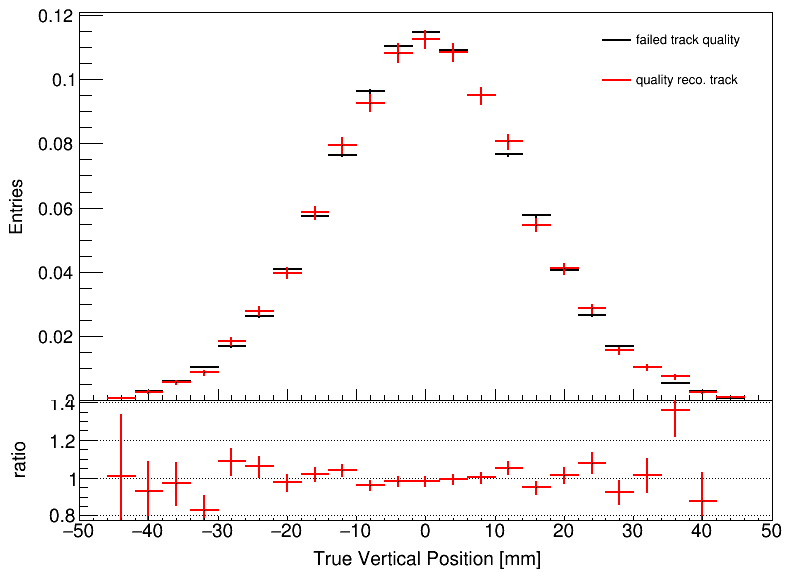 0.12
failed track quality
quality reco. track
0.1
0.08
Entries
0.06
0.04
0.02
1.4
1.2
ratio
1
0.8
−50 −40 −30 −20 −10 0 10 20 30 40 50
True Vertical Position [mm]